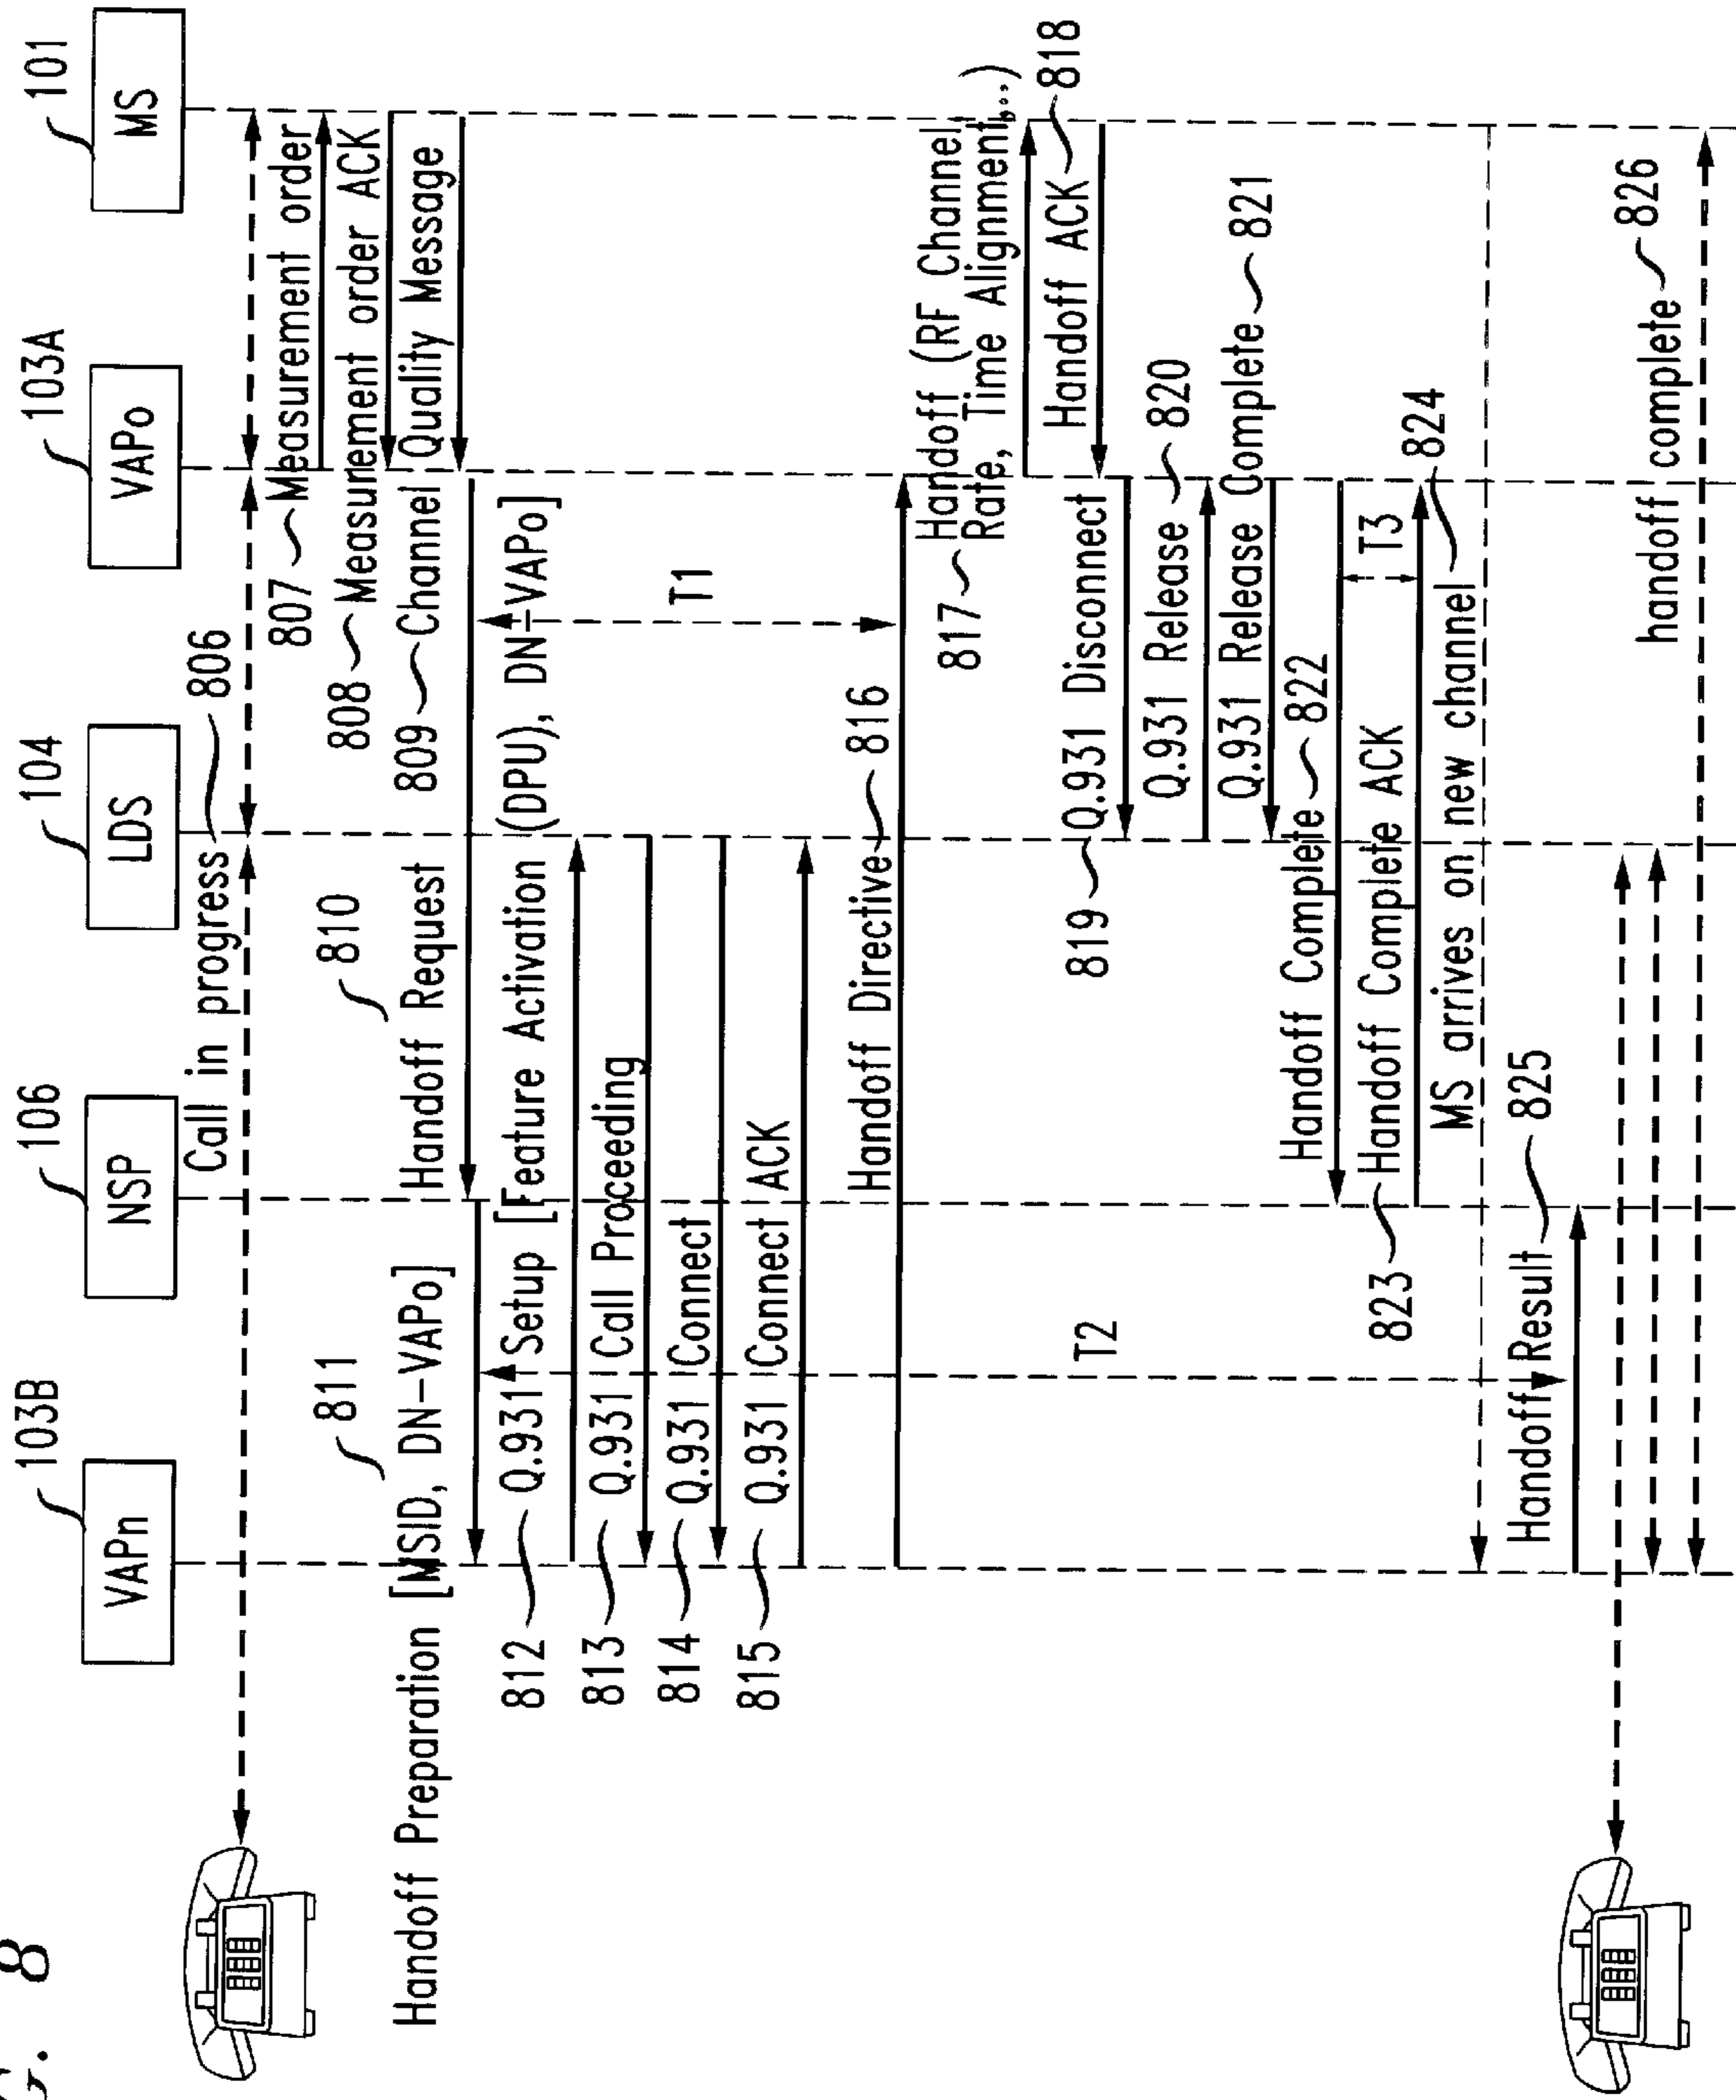 G. 8
103B
106
104
103A
101
VAPn
NSP
LDS
VAPo
MS
Call in progress 806
807 Measurement order
808 Measurement order ACK
809 Channel Quality Message
810
Handoff Request
811
Handoff Preparation [MSID, DN-VAPo]
812 Q.931 Setup [Feature Activation (DPU), DN=VAPo]
813 Q.931 Call Proceeding
814 Q.931 Connect
815 Q.931 Connect ACK
T1
Handoff Directive 816
817 Handoff (RF Channel
Rate, Time Alignment,..)
Handoff ACK 818
819 Q.931 Disconnect
Q.931 Release 820
Q.931 Release Complete 821
T2
Handoff Complete 822
T3
823 Handoff Complete ACK
MS arrives on new channel 824
Handoff Result 825
handoff complete 826